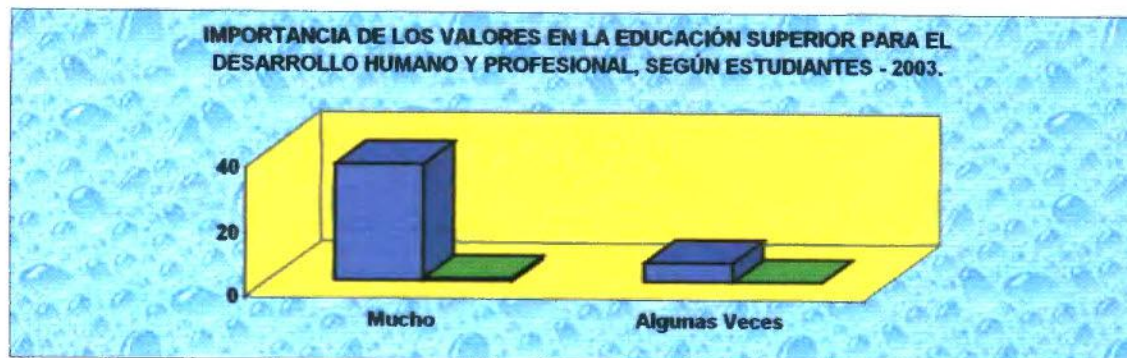 IMPORTANCIA DE LOS VALORES EN LA EDUCACIÓN SUPERIOR PARA EL
DESARROLLO HUMANO Y PROFESIONAL, SEGÚN ESTUDIANTES - 2003.
40
20
0
Mucho
Algunas Veces